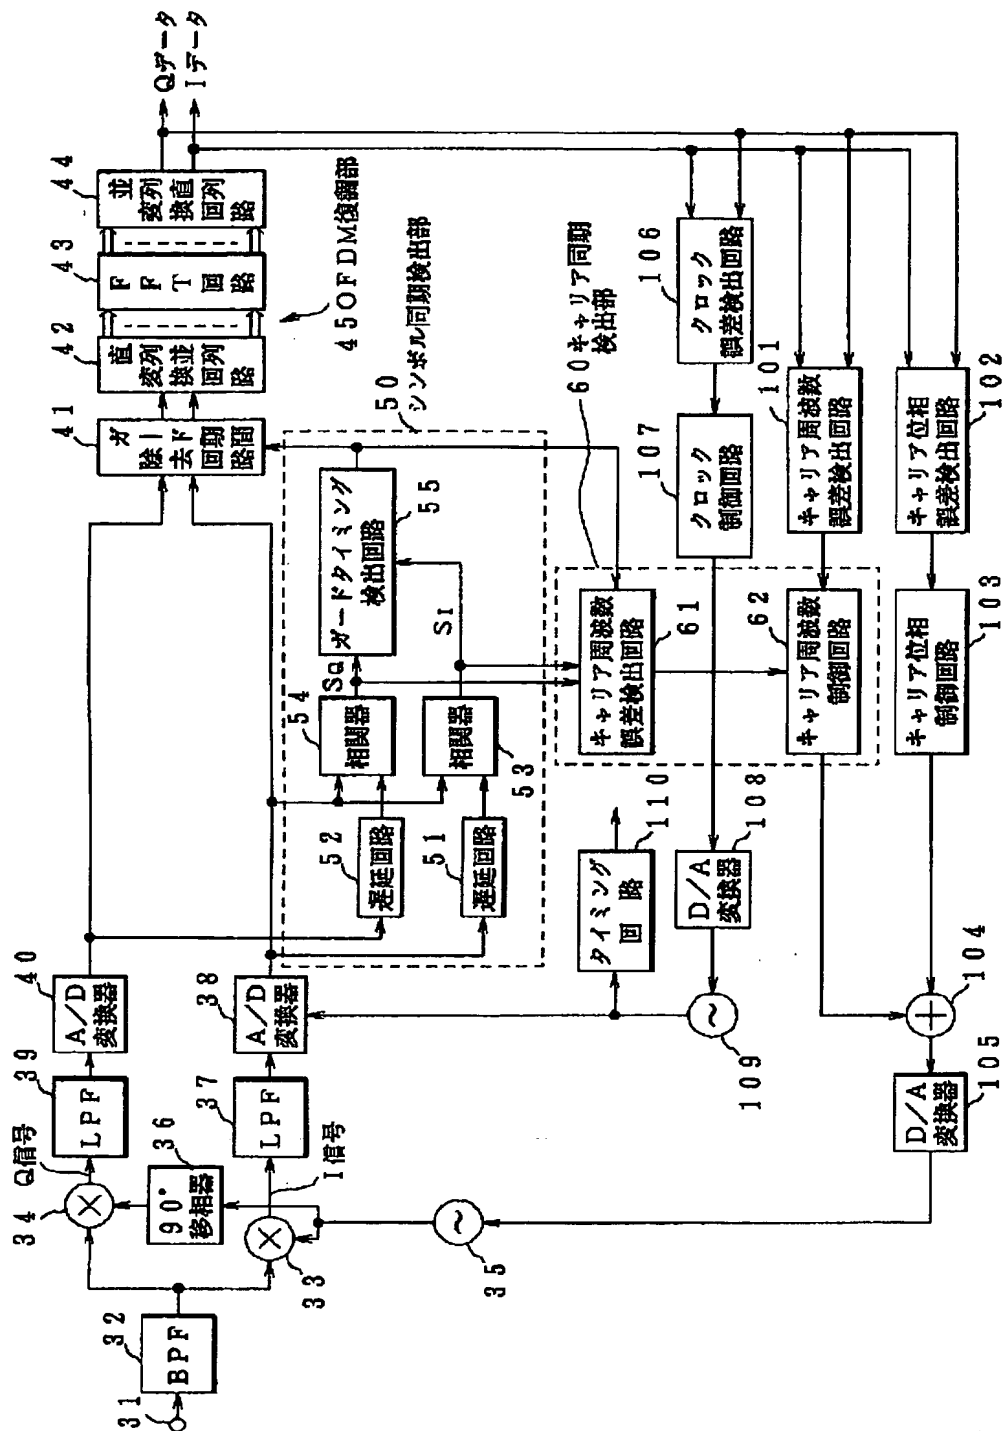 31
32
BPF
33
34
35
36
90°
移相器
Q信号
I信号
39
LPF
37
LPF
40
A/D
変換器
38
A/D
変換器
41
ガード期間
除去回路
42
直列並列
変換回路
43
FFT回路
44
並列直列
変換回路
Qデータ
Iデータ
45OFDM復調部
50
シンボル同期検出部
52
遅延回路
51
遅延回路
54
相関器
53
相関器
SQ
SI
55
ガードタイミング
検出回路
60キャリア同期
検出部
61
キャリア周波数
誤差検出回路
62
キャリア周波数
制御回路
106
クロック
誤差検出回路
107
クロック
制御回路
101
キャリア周波数
誤差検出回路
102
キャリア位相
誤差検出回路
103
キャリア位相
制御回路
110
タイミング
回路
108
D/A
変換器
109
104
105
D/A
変換器